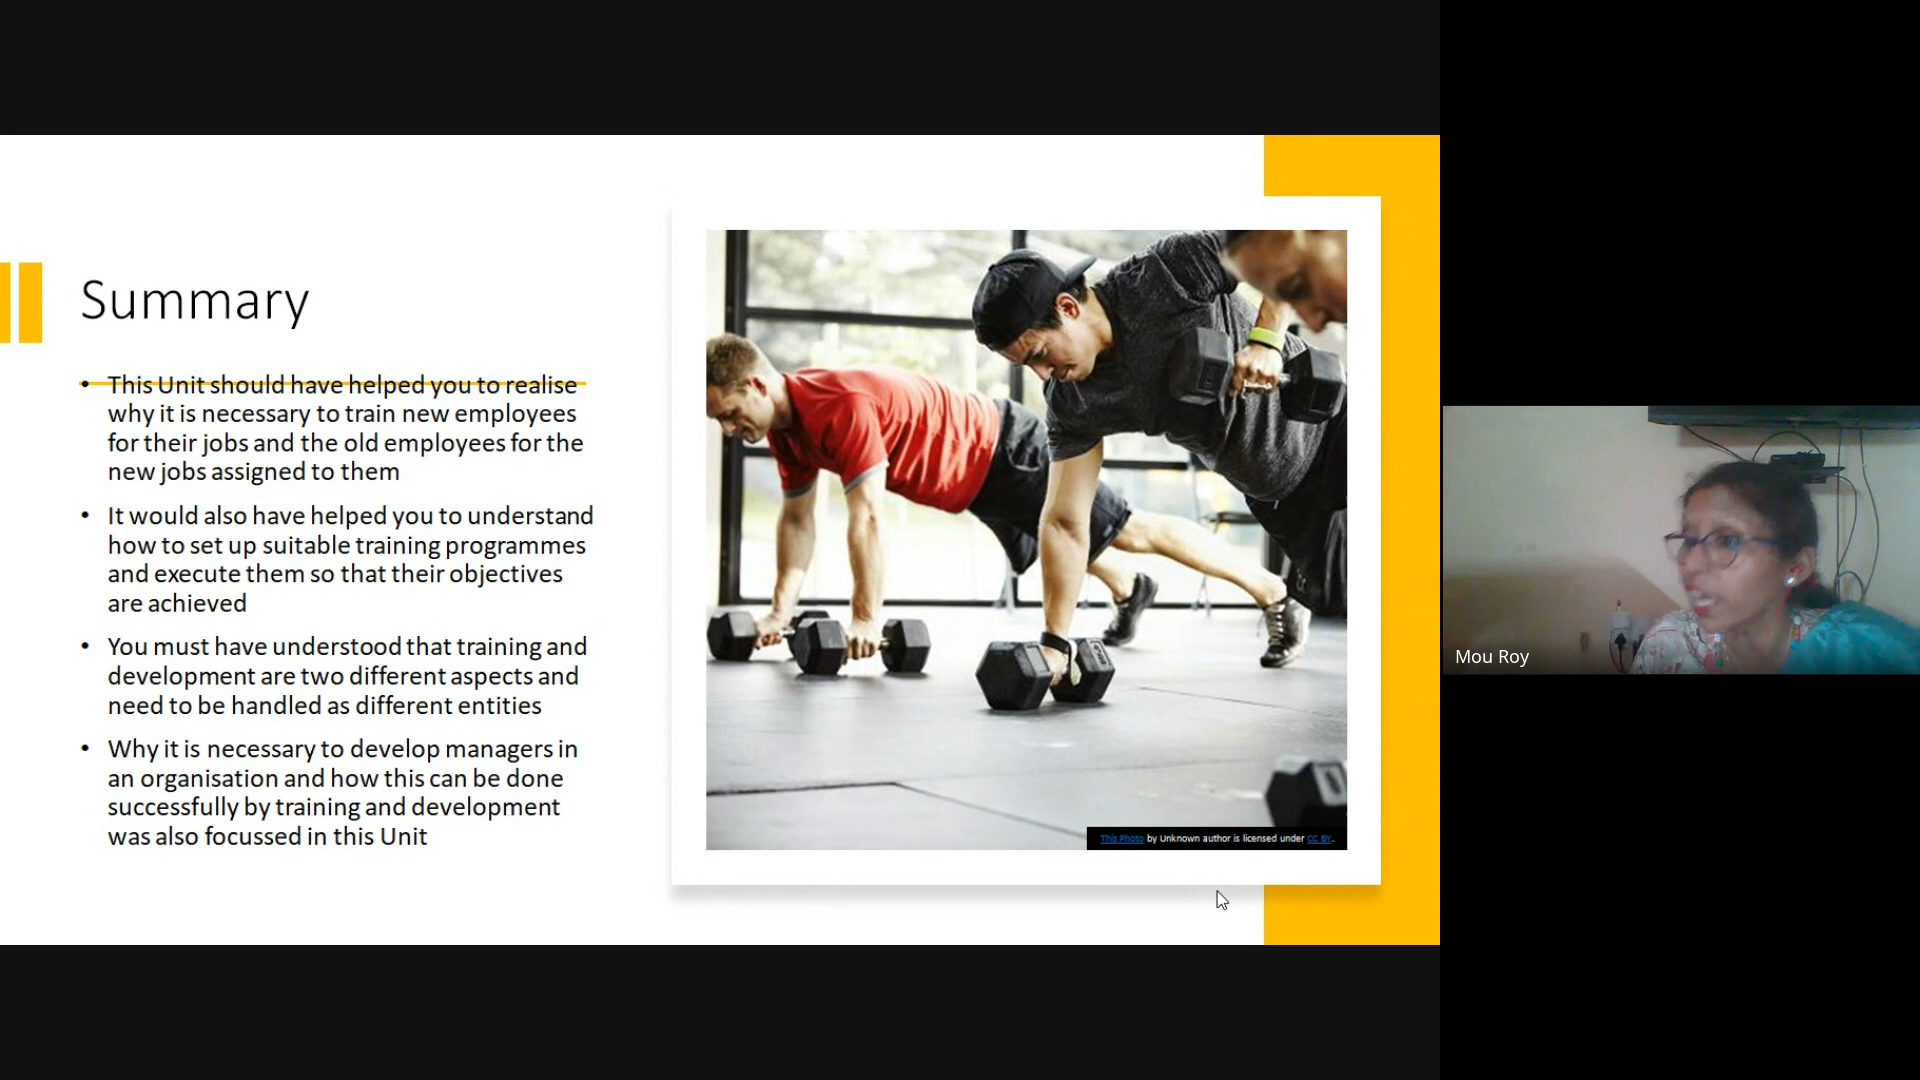 Summary
• This Unit should have helped you to realise
why it is necessary to train new employees
for their jobs and the old employees for the
new jobs assigned to them
• It would also have helped you to understand
how to set up suitable training programmes
and execute them so that their objectives
are achieved
• You must have understood that training and
development are two different aspects and
need to be handled as different entities
• Why it is necessary to develop managers in
an organisation and how this can be done
successfully by training and development
was also focussed in this Unit
This Photo by Unknown author is licensed under CC BY.
Mou Roy